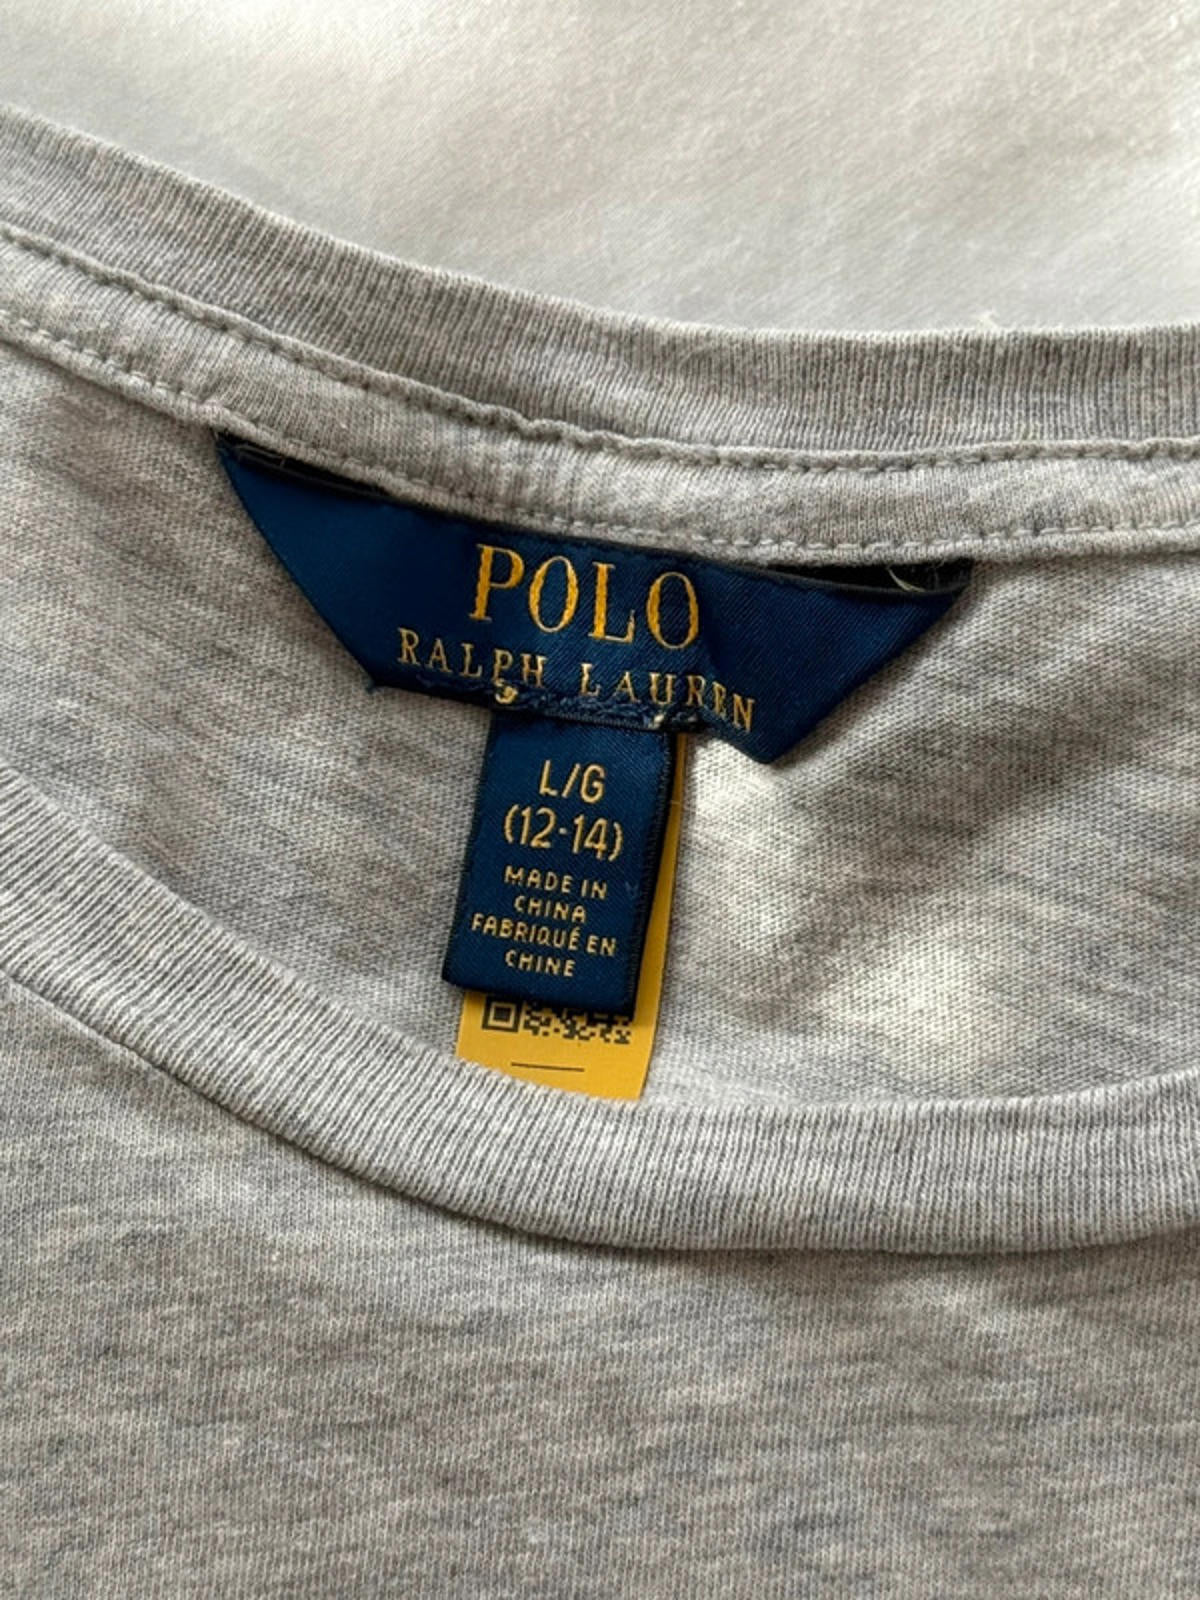 POLO
RALPH LAUREN
L/G
(12-14)
MADE IN
CHINA
FABRIQUÉ EN
CHINE